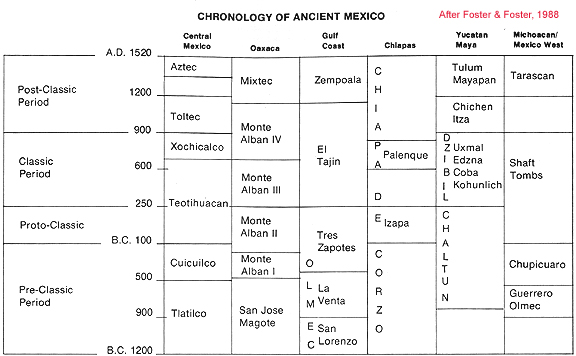 CHRONOLOGY OF ANCIENT MEXICO
After Foster & Foster, 1988
Central Mexico
Oaxaca
Gulf Coast
Chiapas
Yucatan Maya
Michoacan/ Mexico West
A.D. 1520
Post-Classic Period
1200
900
Classic Period
600
250
Proto-Classic
B.C. 100
500
Pre-Classic Period
900
B.C. 1200
Aztec
Toltec
Xochicalco
Teotihuacan
Cuicuilco
Tlatilco
Mixtec
Monte Alban IV
Monte Alban III
Monte Alban II
Monte Alban I
San Jose Magote
Zempoala
El Tajin
Tres Zapotes
La Venta
San Lorenzo
O L M E C
C H I A P A D E C O R Z O
Palenque
Izapa
Tulum Mayapan
Chichen Itza
D Z I B I L C H A L T U N
Uxmal
Edzna
Coba
Kohunlich
Tarascan
Shaft Tombs
Chupicuaro
Guerrero Olmec